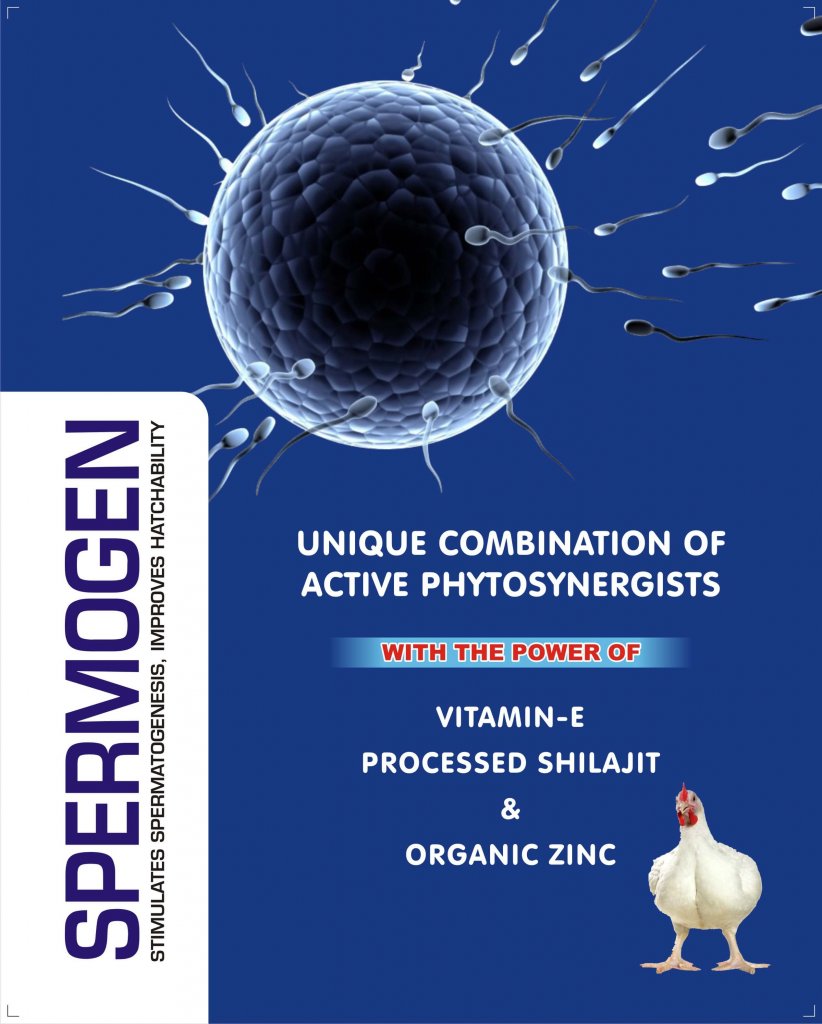 SPERMOGEN
STIMULATES SPERMATOGENESIS, IMPROVES HATCHABILITY
UNIQUE COMBINATION OF
ACTIVE PHYTOSYNERGISTS
WITH THE POWER OF
VITAMIN-E
PROCESSED SHILAJIT
&
ORGANIC ZINC